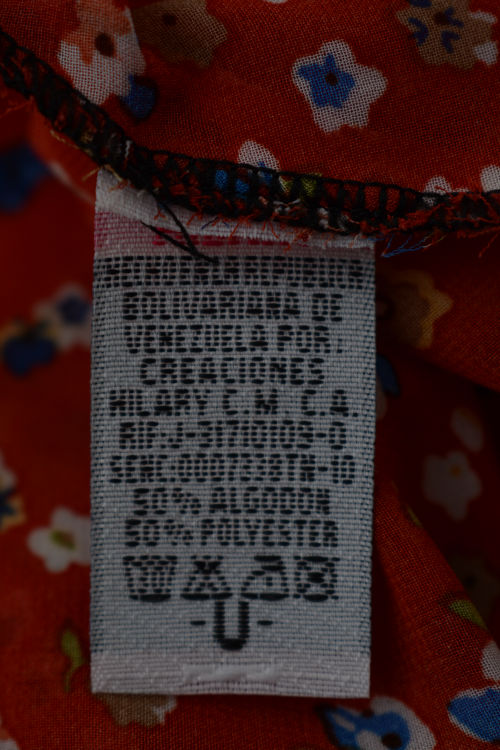 BOLIVARIANA DE
VENEZUELA POR:
CREACIONES
HILARY C.M. C.A.
RIF-J-31710109-0
50% ALGODON
50% POLYESTER
-U-